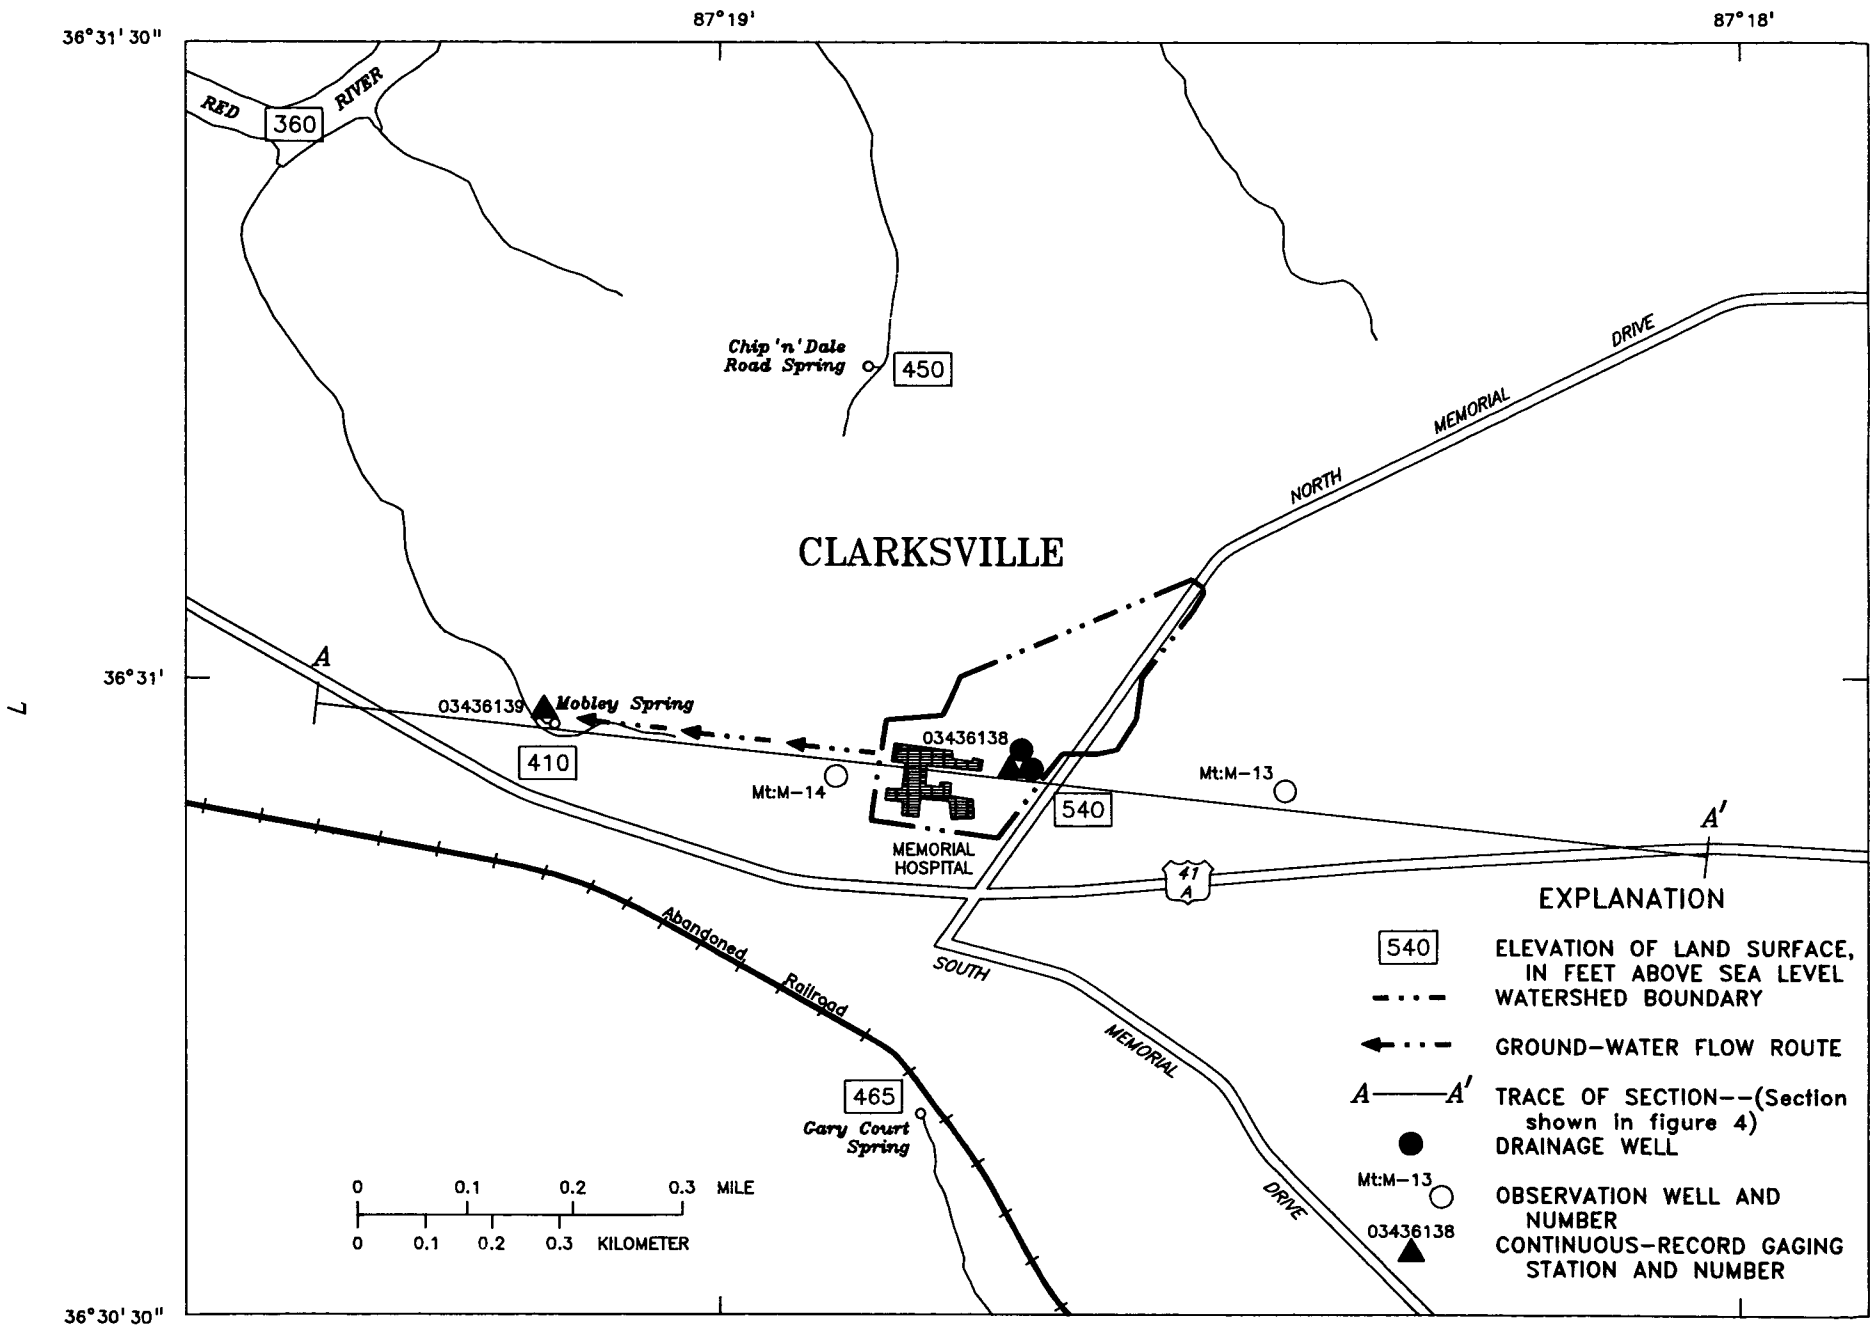 87°19'
87°18'
36°31'30"
RED
RIVER
360
Chip 'n' Dale
Road Spring
450
DRIVE
MEMORIAL
NORTH
CLARKSVILLE
A
36°31'
03436139
Mobley Spring
410
03436138
Mt:M-14
Mt:M-13
540
A'
MEMORIAL
HOSPITAL
41
A
Abandoned
Railroad
SOUTH
MEMORIAL
DRIVE
465
Gary Court
Spring
EXPLANATION
540
ELEVATION OF LAND SURFACE,
IN FEET ABOVE SEA LEVEL
WATERSHED BOUNDARY
GROUND-WATER FLOW ROUTE
A A'
TRACE OF SECTION--(Section
shown in figure 4)
DRAINAGE WELL
Mt:M-13
OBSERVATION WELL AND
NUMBER
03436138
CONTINUOUS-RECORD GAGING
STATION AND NUMBER
0 0.1 0.2 0.3 MILE
0 0.1 0.2 0.3 KILOMETER
36°30'30"
7